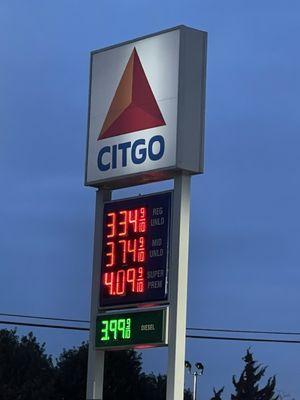 CITGO
3.34 9/10 REG UNLD
3.74 9/10 MID UNLD
4.09 9/10 SUPER PREM
3.99 9/10 DIESEL